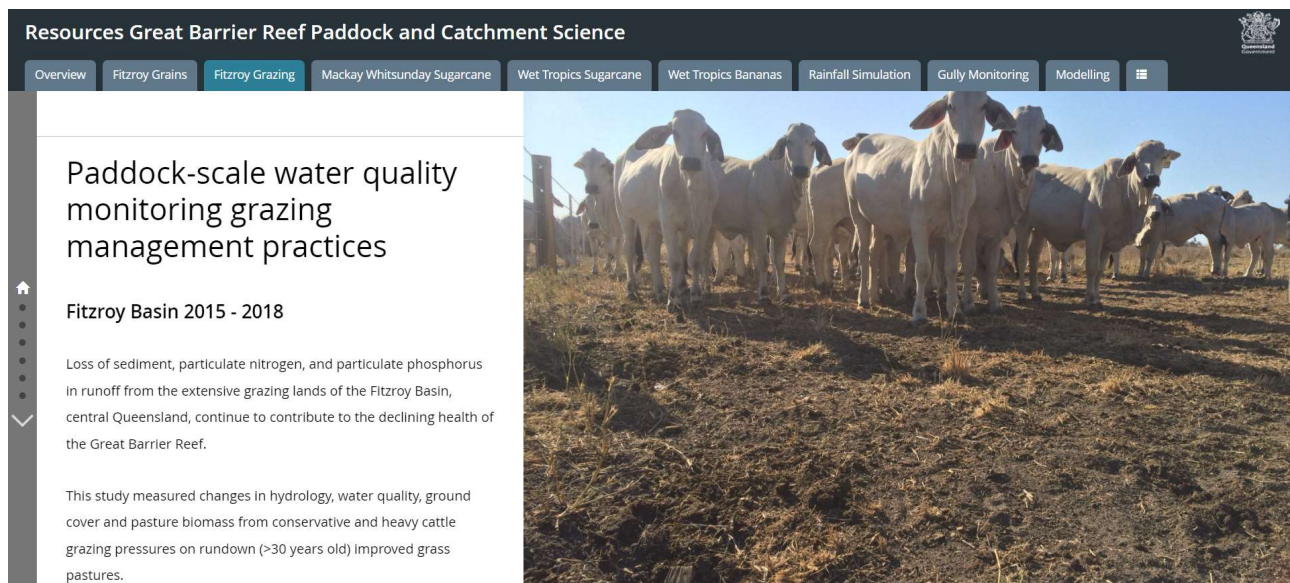 Resources Great Barrier Reef Paddock and Catchment Science
Queensland
Government
Overview
Fitzroy Grains
Fitzroy Grazing
Mackay Whitsunday Sugarcane
Wet Tropics Sugarcane
Wet Tropics Bananas
Rainfall Simulation
Gully Monitoring
Modelling
Paddock-scale water quality
monitoring grazing
management practices
Fitzroy Basin 2015 - 2018
Loss of sediment, particulate nitrogen, and particulate phosphorus
in runoff from the extensive grazing lands of the Fitzroy Basin,
central Queensland, continue to contribute to the declining health of
the Great Barrier Reef.
This study measured changes in hydrology, water quality, ground
cover and pasture biomass from conservative and heavy cattle
grazing pressures on rundown (>30 years old) improved grass
pastures.